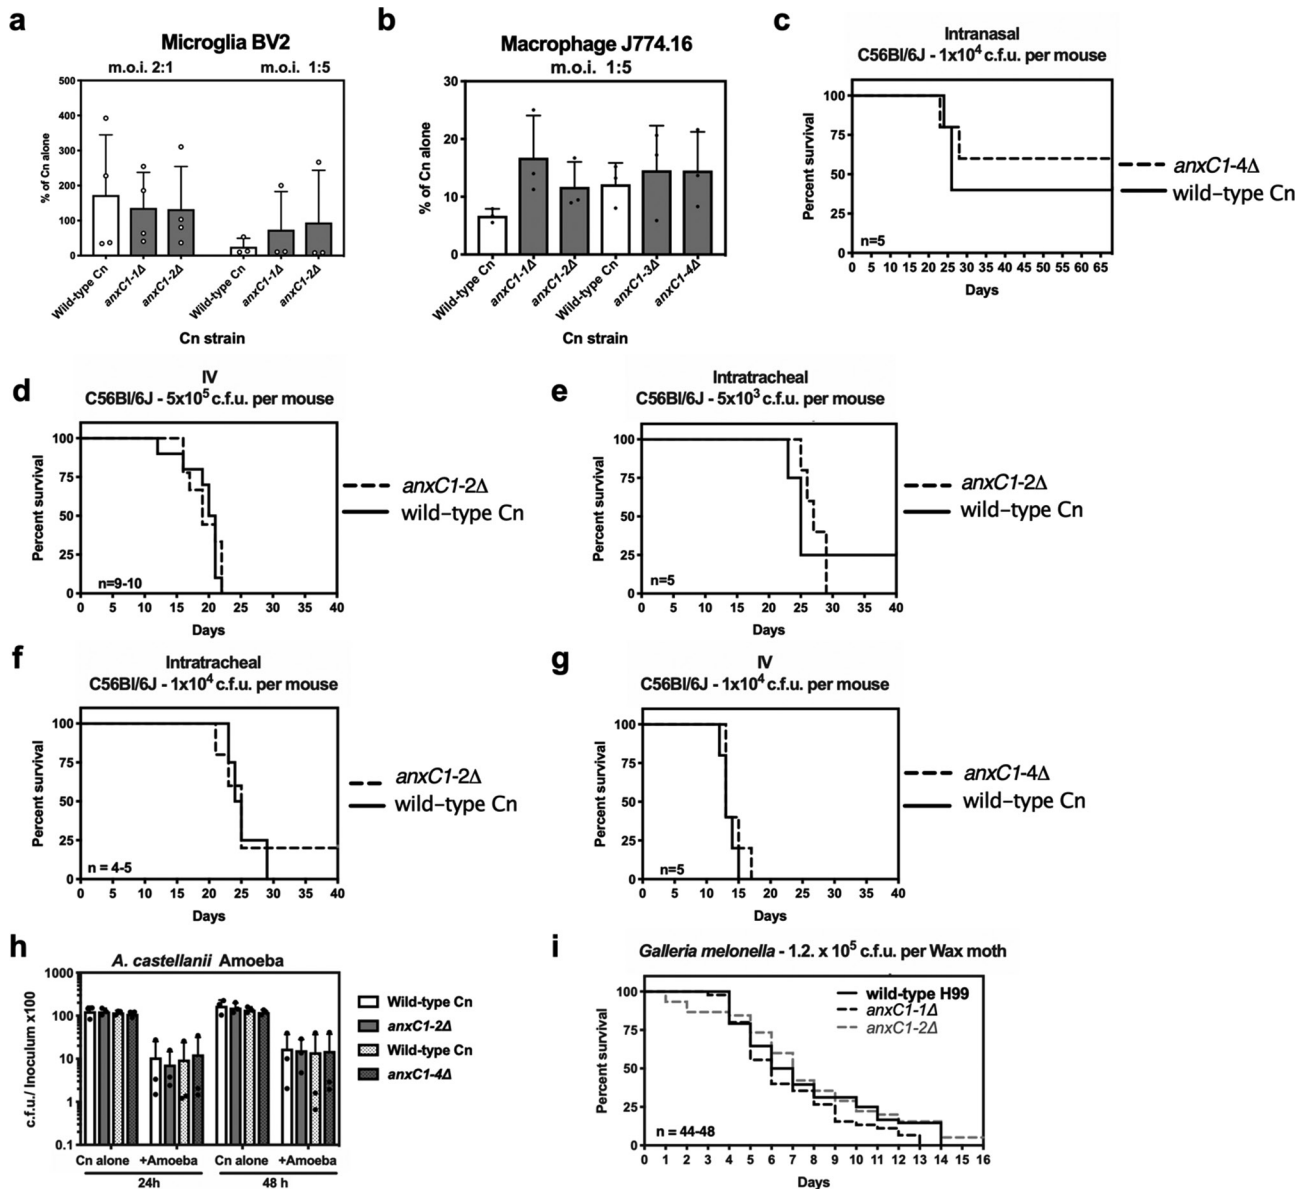 a
Microglia BV2
m.o.i. 2:1
m.o.i. 1:5
500
400
300
200
100
0
% of Cn alone
Wild-type Cn
anxC1-1Δ
anxC1-2Δ
Wild-type Cn
anxC1-1Δ
anxC1-2Δ
Cn strain
b
Macrophage J774.16
m.o.i. 1:5
30
20
10
0
% of Cn alone
Wild-type Cn
anxC1-1Δ
anxC1-2Δ
Wild-type Cn
anxC1-3Δ
anxC1-4Δ
Cn strain
c
Intranasal
C56Bl/6J - 1x10⁴ c.f.u. per mouse
100
75
50
25
0
Percent survival
n=5
0 5 10 15 20 25 30 35 40 45 50 55 60 65
Days
anxC1-4Δ
wild-type Cn
d
IV
C56Bl/6J - 5x10⁵ c.f.u. per mouse
100
75
50
25
0
Percent survival
n=9-10
0 5 10 15 20 25 30 35 40
Days
anxC1-2Δ
wild-type Cn
e
Intratracheal
C56Bl/6J - 5x10³ c.f.u. per mouse
100
75
50
25
0
Percent survival
n=5
0 5 10 15 20 25 30 35 40
Days
anxC1-2Δ
wild-type Cn
f
Intratracheal
C56Bl/6J - 1x10⁴ c.f.u. per mouse
100
75
50
25
0
Percent survival
n = 4-5
0 5 10 15 20 25 30 35 40
Days
anxC1-2Δ
wild-type Cn
g
IV
C56Bl/6J - 1x10⁴ c.f.u. per mouse
100
75
50
25
0
Percent survival
n=5
0 5 10 15 20 25 30 35 40
Days
anxC1-4Δ
wild-type Cn
h
A. castellanii Amoeba
1000
100
10
1
0.1
c.f.u./ Inoculum x100
Cn alone +Amoeba Cn alone +Amoeba
24h 48 h
Wild-type Cn
anxC1-2Δ
Wild-type Cn
anxC1-4Δ
i
Galleria melonella - 1.2. x 10⁵ c.f.u. per Wax moth
100
75
50
25
0
Percent survival
wild-type H99
anxC1-1Δ
anxC1-2Δ
n = 44-48
0 1 2 3 4 5 6 7 8 9 10 11 12 13 14 15 16
Days